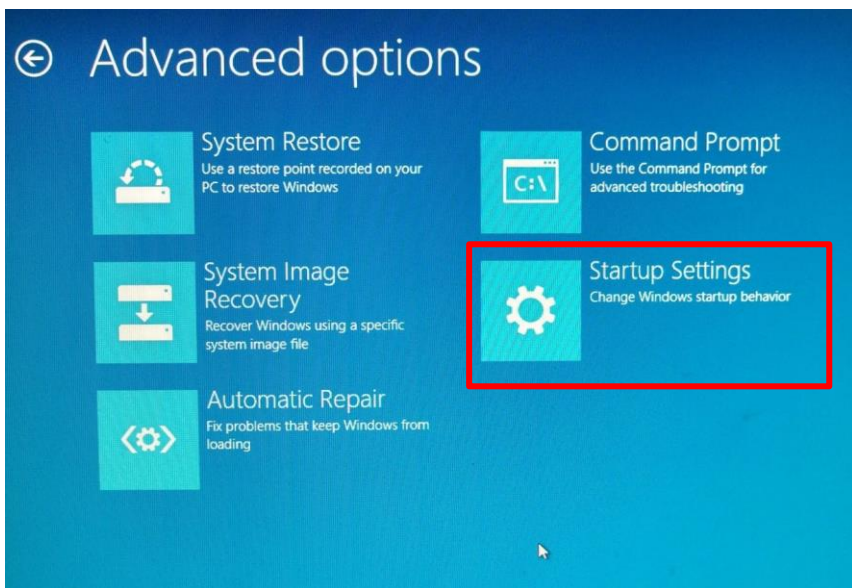 Advanced options
System Restore
Use a restore point recorded on your
PC to restore Windows
Command Prompt
Use the Command Prompt for
advanced troubleshooting
C:\
System Image
Recovery
Recover Windows using a specific
system image file
Startup Settings
Change Windows startup behavior
Automatic Repair
Fix problems that keep Windows from
loading